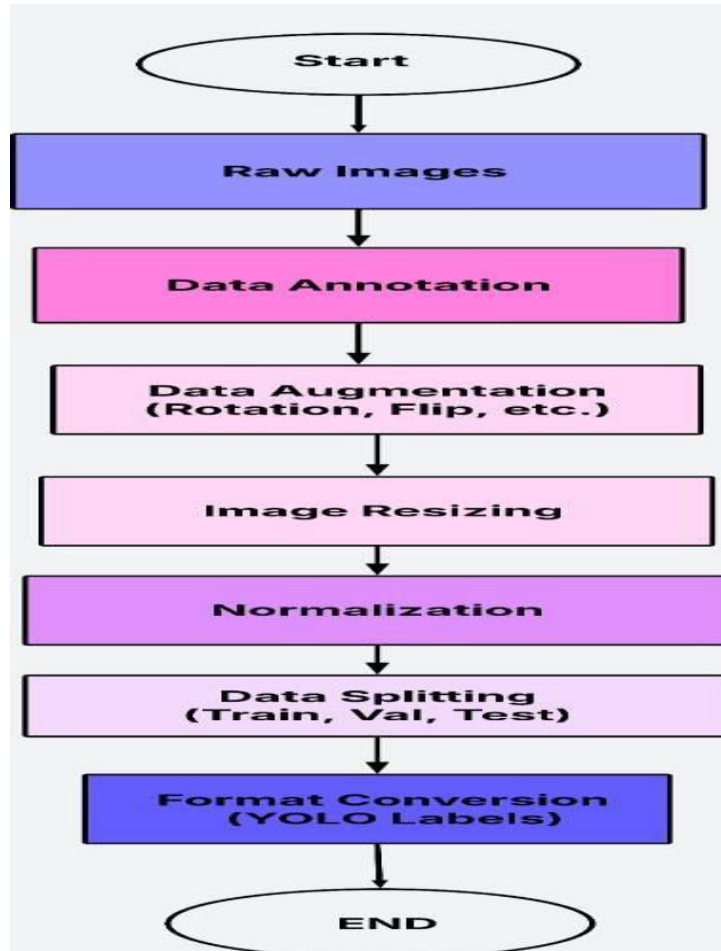 Start
Raw Images
Data Annotation
Data Augmentation
(Rotation, Flip, etc.)
Image Resizing
Normalization
Data Splitting
(Train, Val, Test)
Format Conversion
(YOLO Labels)
END